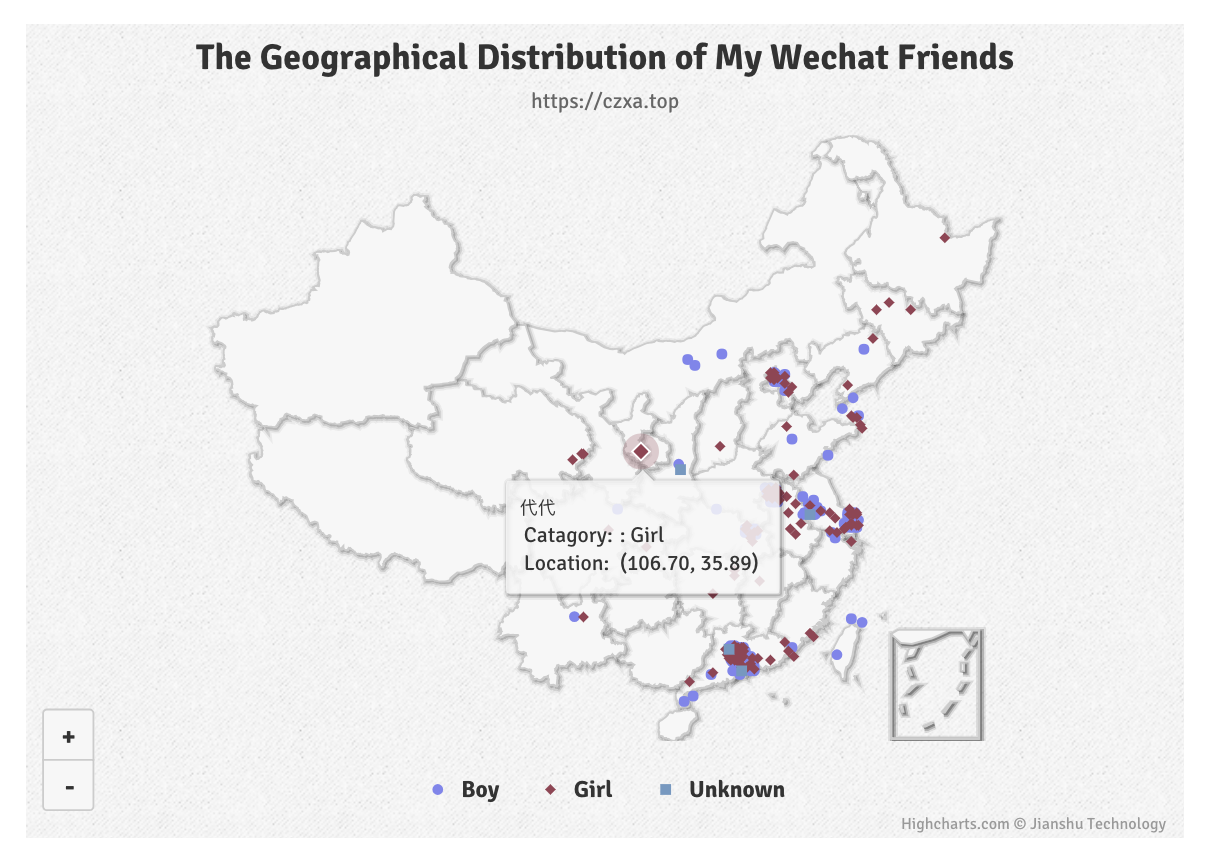 The Geographical Distribution of My Wechat Friends
https://czxa.top
代代
Catagory: : Girl
Location: (106.70, 35.89)
+
-
Boy Girl Unknown
Highcharts.com © Jianshu Technology